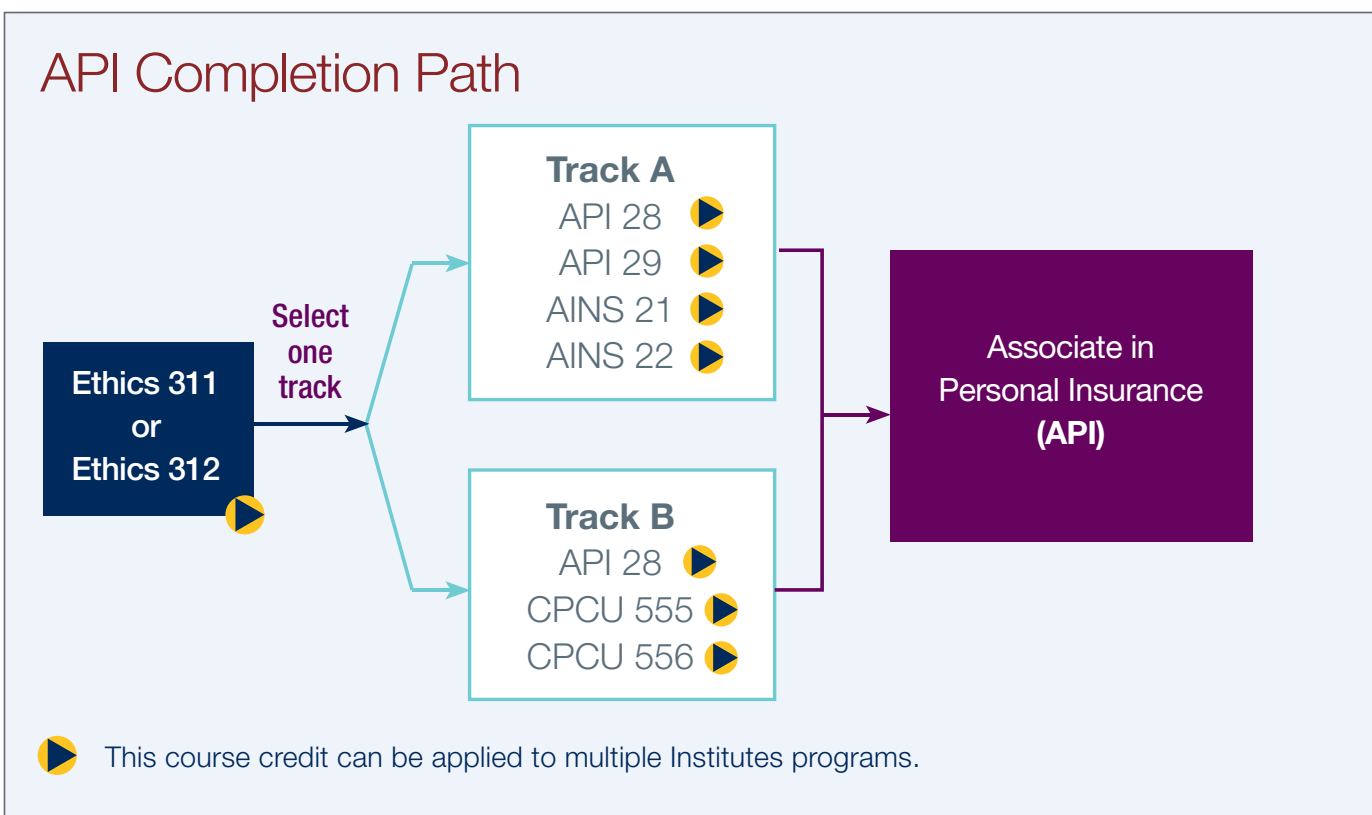 API Completion Path
Ethics 311
or
Ethics 312
Select
one
track
Track A
API 28
API 29
AINS 21
AINS 22
Track B
API 28
CPCU 555
CPCU 556
Associate in
Personal Insurance
(API)
This course credit can be applied to multiple Institutes programs.